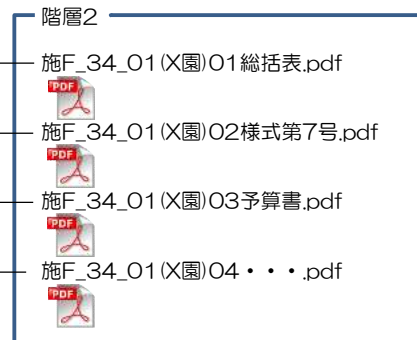 階層2
施F_34_01(X園)01総括表.pdf
PDF
施F_34_01(X園)02様式第7号.pdf
PDF
施F_34_01(X園)03予算書.pdf
PDF
施F_34_01(X園)04・・・.pdf
PDF